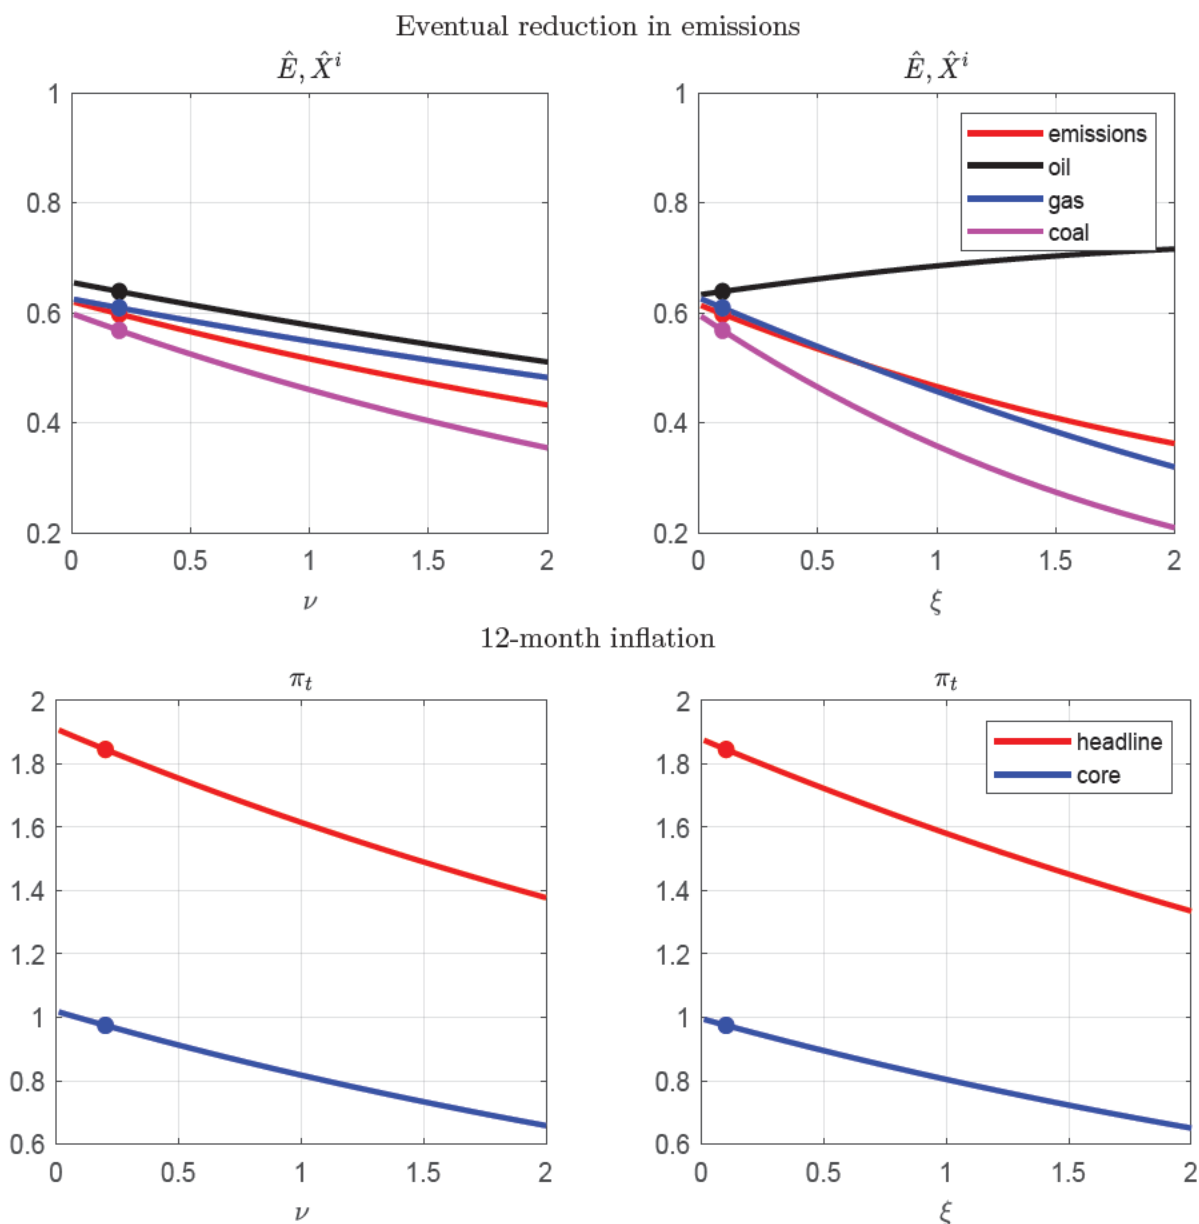 Eventual reduction in emissions
Ê, X̂ⁱ
1
0.8
0.6
0.4
0.2
0 0.5 1 1.5 2
ν
Ê, X̂ⁱ
1
0.8
0.6
0.4
0.2
0 0.5 1 1.5 2
ξ
emissions
oil
gas
coal
12-month inflation
πₜ
2
1.8
1.6
1.4
1.2
1
0.8
0.6
0 0.5 1 1.5 2
ν
πₜ
2
1.8
1.6
1.4
1.2
1
0.8
0.6
0 0.5 1 1.5 2
ξ
headline
core